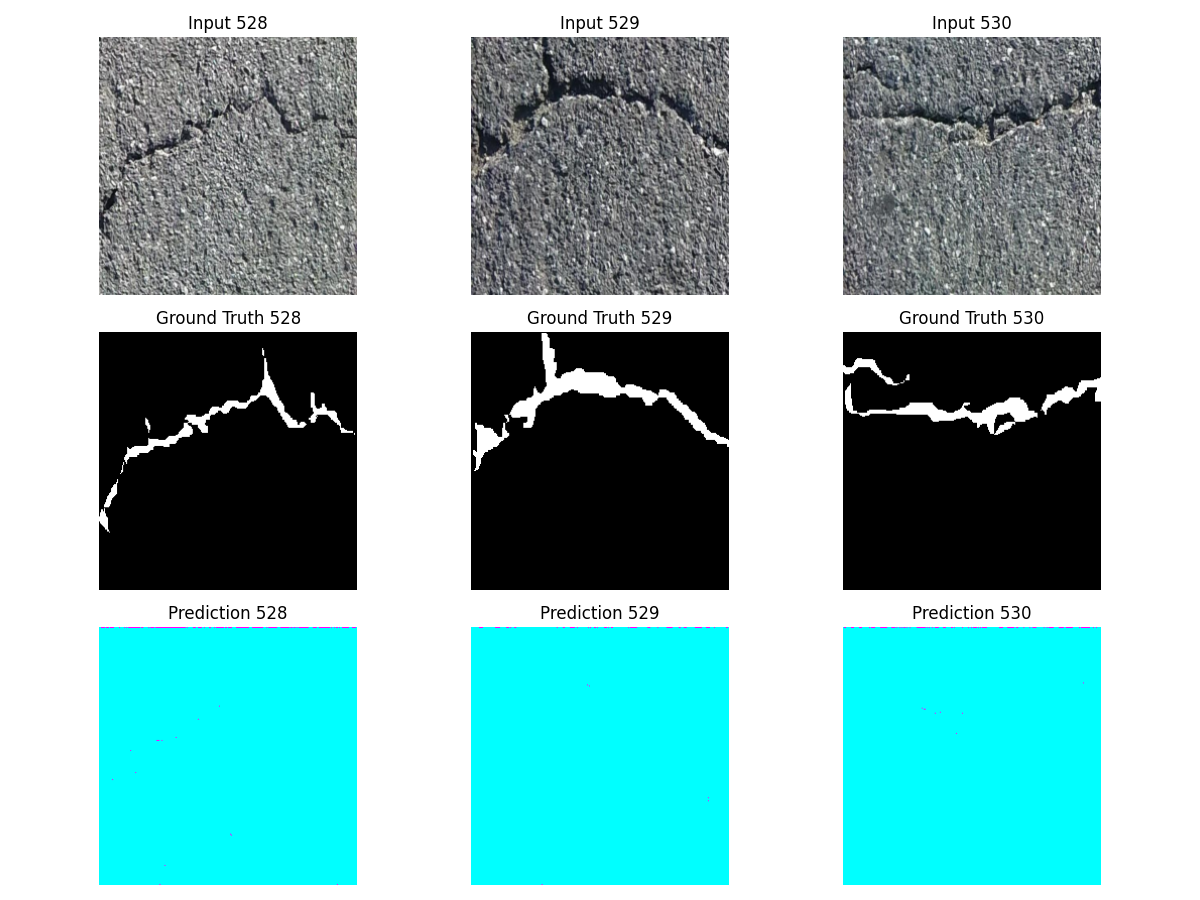 Input 528
Input 529
Input 530
Ground Truth 528
Ground Truth 529
Ground Truth 530
Prediction 528
Prediction 529
Prediction 530